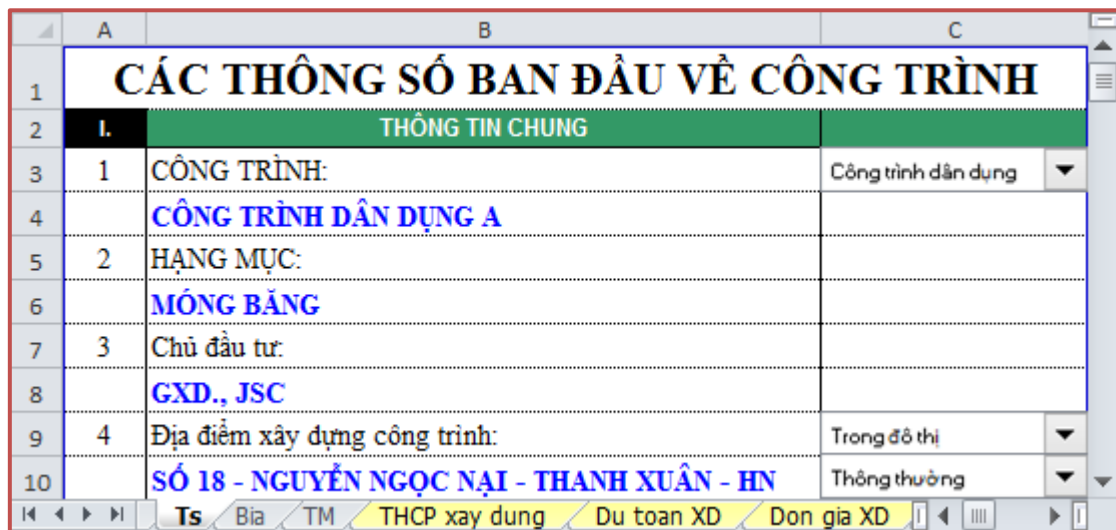 A B C
1 CÁC THÔNG SỐ BAN ĐẦU VỀ CÔNG TRÌNH
2 I. THÔNG TIN CHUNG
3 1 CÔNG TRÌNH: Công trình dân dụng
4 CÔNG TRÌNH DÂN DỤNG A
5 2 HẠNG MỤC:
6 MÓNG BĂNG
7 3 Chủ đầu tư:
8 GXD., JSC
9 4 Địa điểm xây dựng công trình: Trong đô thị
10 SỐ 18 - NGUYỄN NGỌC NẠI - THANH XUÂN - HN Thông thường
Ts Bia TM THCP xay dung Du toan XD Don gia XD